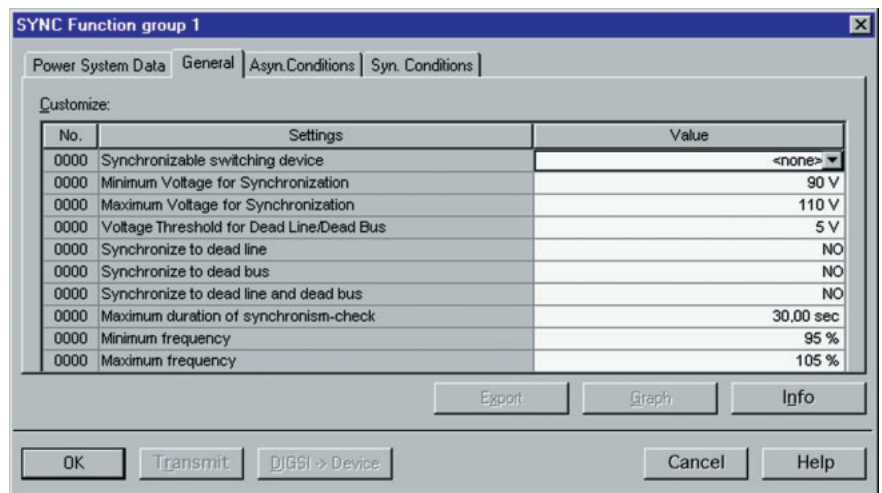 SYNC Function group 1
Power System Data General Asyn.Conditions Syn. Conditions
Customize:
No. Settings Value
0000 Synchronizable switching device <none>
0000 Minimum Voltage for Synchronization 90 V
0000 Maximum Voltage for Synchronization 110 V
0000 Voltage Threshold for Dead Line/Dead Bus 5 V
0000 Synchronize to dead line NO
0000 Synchronize to dead bus NO
0000 Synchronize to dead line and dead bus NO
0000 Maximum duration of synchronism-check 30,00 sec
0000 Minimum frequency 95 %
0000 Maximum frequency 105 %
Export Graph Info
OK Transmit DIGSI -> Device Cancel Help